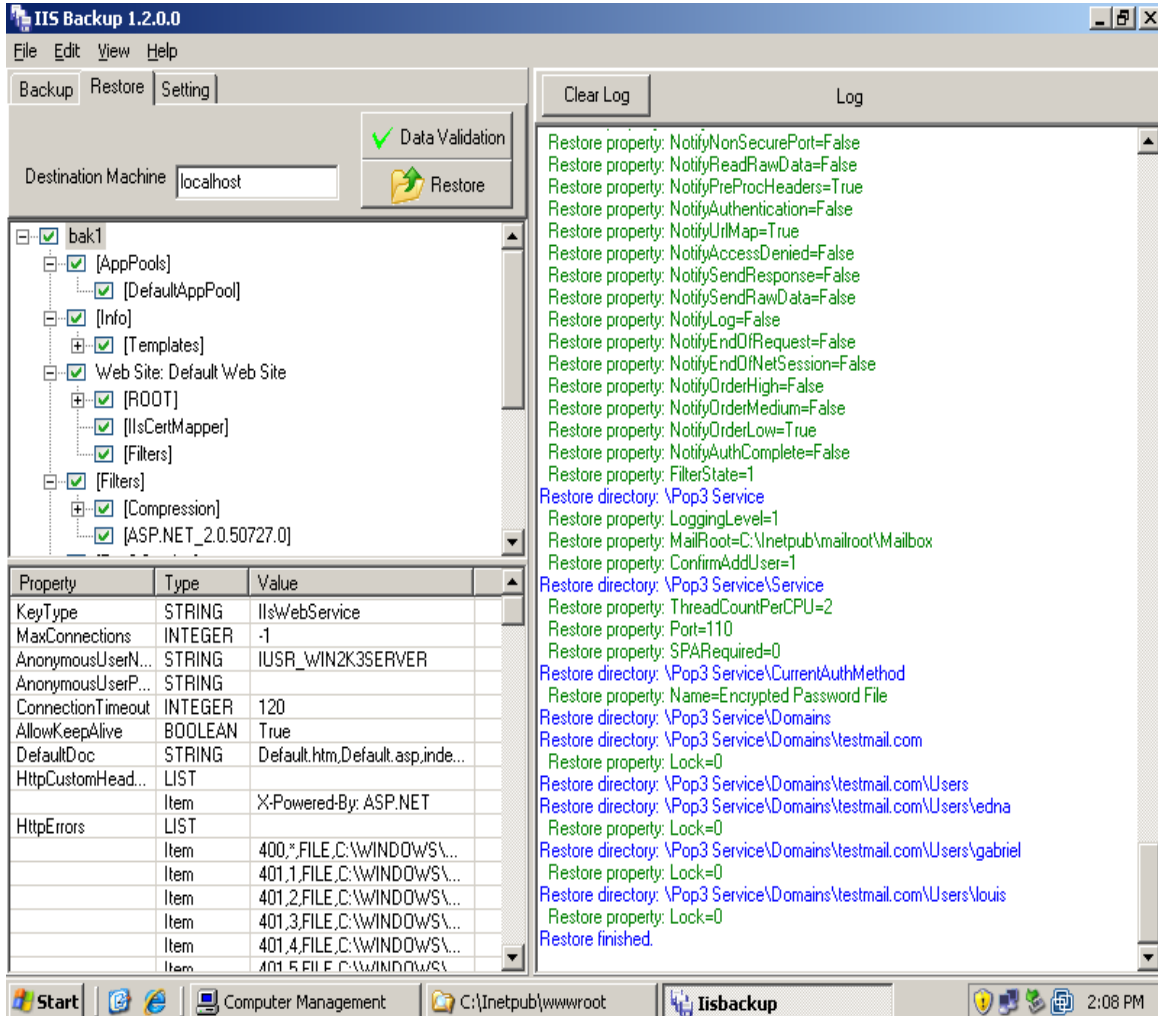 IIS Backup 1.2.0.0
File Edit View Help
Backup Restore Setting
Data Validation
Destination Machine localhost
Restore
bak1
[AppPools]
[DefaultAppPool]
[Info]
[Templates]
Web Site: Default Web Site
[ROOT]
[IIsCertMapper]
[Filters]
[Filters]
[Compression]
[ASP.NET_2.0.50727.0]
Property Type Value
KeyType STRING IIsWebService
MaxConnections INTEGER -1
AnonymousUserN... STRING IUSR_WIN2K3SERVER
AnonymousUserP... STRING
ConnectionTimeout INTEGER 120
AllowKeepAlive BOOLEAN True
DefaultDoc STRING Default.htm,Default.asp,inde...
HttpCustomHead... LIST
Item X-Powered-By: ASP.NET
HttpErrors LIST
Item 400,*,FILE,C:\WINDOWS\...
Item 401,1,FILE,C:\WINDOWS\...
Item 401,2,FILE,C:\WINDOWS\...
Item 401,3,FILE,C:\WINDOWS\...
Item 401,4,FILE,C:\WINDOWS\...
Item 401,5,FILE,C:\WINDOWS\
Clear Log Log
Restore property: NotifyNonSecurePort=False
Restore property: NotifyReadRawData=False
Restore property: NotifyPreProcHeaders=True
Restore property: NotifyAuthentication=False
Restore property: NotifyUrlMap=True
Restore property: NotifyAccessDenied=False
Restore property: NotifySendResponse=False
Restore property: NotifySendRawData=False
Restore property: NotifyLog=False
Restore property: NotifyEndOfRequest=False
Restore property: NotifyEndOfNetSession=False
Restore property: NotifyOrderHigh=False
Restore property: NotifyOrderMedium=False
Restore property: NotifyOrderLow=True
Restore property: NotifyAuthComplete=False
Restore property: FilterState=1
Restore directory: \Pop3 Service
Restore property: LoggingLevel=1
Restore property: MailRoot=C:\Inetpub\mailroot\Mailbox
Restore property: ConfirmAddUser=1
Restore directory: \Pop3 Service\Service
Restore property: ThreadCountPerCPU=2
Restore property: Port=110
Restore property: SPARequired=0
Restore directory: \Pop3 Service\CurrentAuthMethod
Restore property: Name=Encrypted Password File
Restore directory: \Pop3 Service\Domains
Restore directory: \Pop3 Service\Domains\testmail.com
Restore property: Lock=0
Restore directory: \Pop3 Service\Domains\testmail.com\Users
Restore directory: \Pop3 Service\Domains\testmail.com\Users\edna
Restore property: Lock=0
Restore directory: \Pop3 Service\Domains\testmail.com\Users\gabriel
Restore property: Lock=0
Restore directory: \Pop3 Service\Domains\testmail.com\Users\louis
Restore property: Lock=0
Restore finished.
Start Computer Management C:\Inetpub\wwwroot Iisbackup 2:08 PM